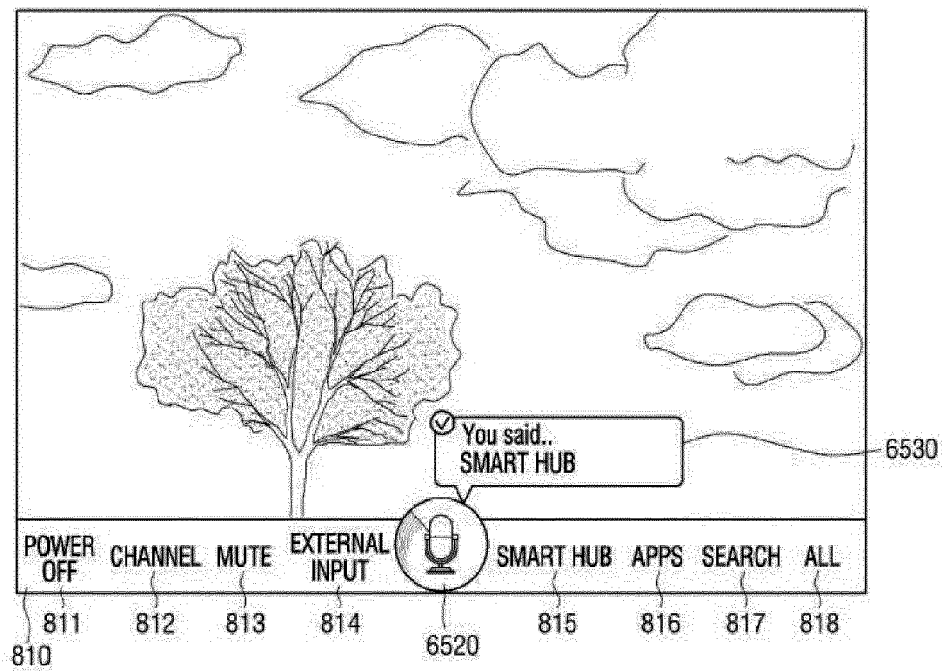 You said..
SMART HUB
6530
POWER OFF
CHANNEL
MUTE
EXTERNAL INPUT
SMART HUB
APPS
SEARCH
ALL
811
812
813
814
6520
815
816
817
818
810